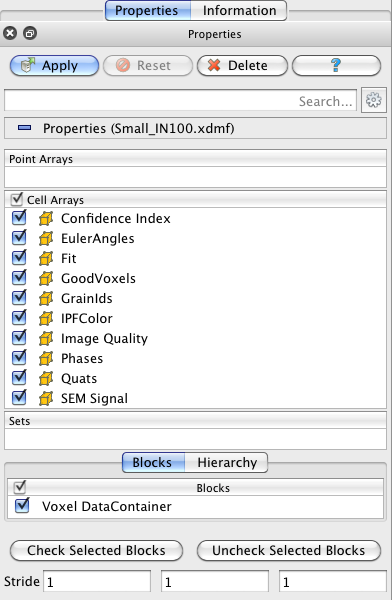 Properties Information
Properties
Apply Reset Delete ?
Search...
Properties (Small_IN100.xdmf)
Point Arrays
Cell Arrays
Confidence Index
EulerAngles
Fit
GoodVoxels
GrainIds
IPFColor
Image Quality
Phases
Quats
SEM Signal
Sets
Blocks Hierarchy
Blocks
Voxel DataContainer
Check Selected Blocks Uncheck Selected Blocks
Stride 1 1 1